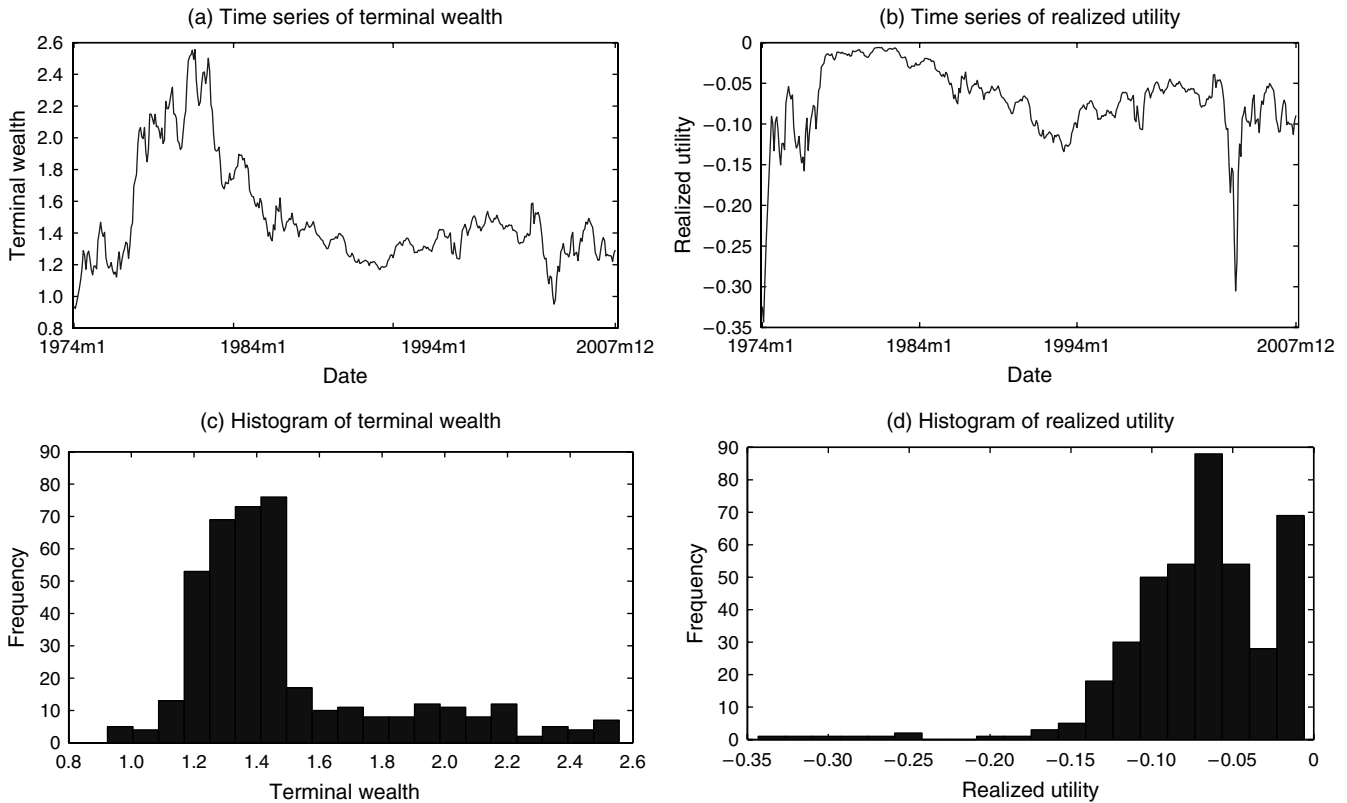 (a) Time series of terminal wealth
Terminal wealth
2.6
2.4
2.2
2.0
1.8
1.6
1.4
1.2
1.0
0.8
1974m1 1984m1 1994m1 2007m12
Date
(b) Time series of realized utility
Realized utility
0
−0.05
−0.10
−0.15
−0.20
−0.25
−0.30
−0.35
1974m1 1984m1 1994m1 2007m12
Date
(c) Histogram of terminal wealth
Frequency
90
80
70
60
50
40
30
20
10
0
0.8 1.0 1.2 1.4 1.6 1.8 2.0 2.2 2.4 2.6
Terminal wealth
(d) Histogram of realized utility
Frequency
90
80
70
60
50
40
30
20
10
0
−0.35 −0.30 −0.25 −0.20 −0.15 −0.10 −0.05 0
Realized utility